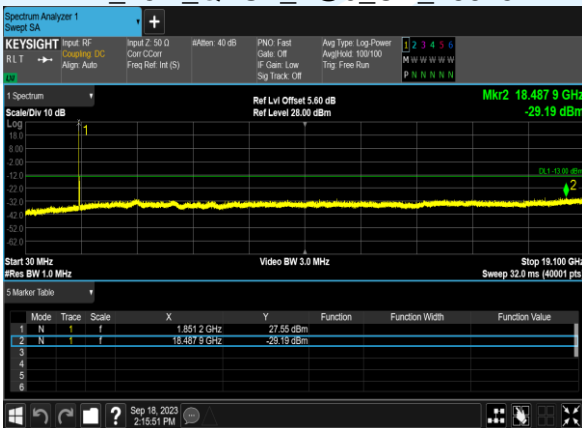 Spectrum Analyzer 1
Swept SA
+
KEYSIGHT Input: RF Input Z: 50 Ω #Atten: 40 dB PNO: Fast Avg Type: Log-Power 1 2 3 4 5 6
RLT Coupling: DC Corr CCorr Gate: Off Avg|Hold: 100/100 M W W W W W
Align: Auto Freq Ref: Int (S) IF Gain: Low Trig: Free Run
Sig Track: Off P N N N N N
LW
1 Spectrum Ref Lvl Offset 5.60 dB Mkr2 18.487 9 GHz
Scale/Div 10 dB Ref Level 28.00 dBm -29.19 dBm
Log
18.0 1
8.00
-2.00
-12.0 DL1 -13.00 dBm
-22.0 2
-32.0
-42.0
-52.0
-62.0
Start 30 MHz Video BW 3.0 MHz Stop 19.100 GHz
#Res BW 1.0 MHz Sweep 32.0 ms (40001 pts
5 Marker Table
Mode Trace Scale X Y Function Function Width Function Value
1 N 1 f 1.851 2 GHz 27.55 dBm
2 N 1 f 18.487 9 GHz -29.19 dBm
3
4
5
6
? Sep 18, 2023
2:15:51 PM